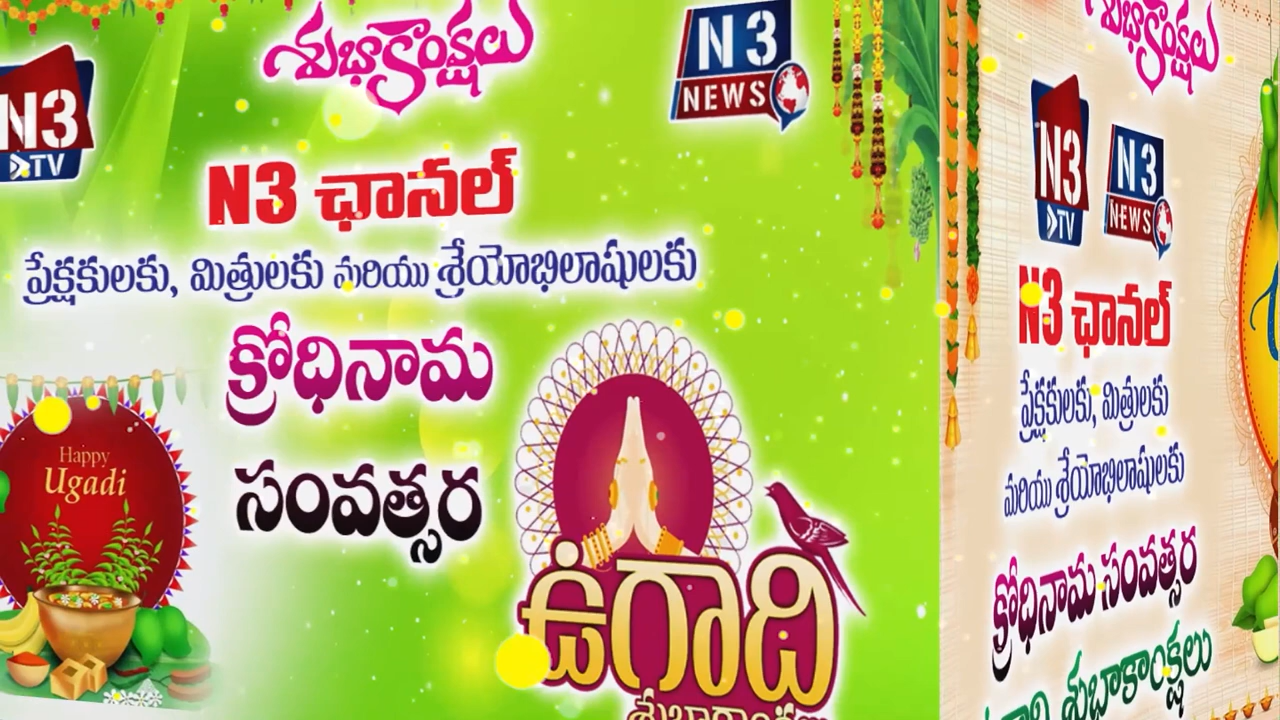 శుభాకాంక్షలు
N3
TV
N3
NEWS
N3 ఛానల్
ప్రేక్షకులకు, మిత్రులకు మరియు శ్రేయోభిలాషులకు
క్రోధినామ
సంవత్సర
Happy
Ugadi
ఉగాది
శుభాకాంక్షలు
శుభాకాంక్షలు
N3
TV
N3
NEWS
N3 ఛానల్
ప్రేక్షకులకు, మిత్రులకు
మరియు శ్రేయోభిలాషులకు
క్రోధినామ సంవత్సర
శుభాకాంక్షలు